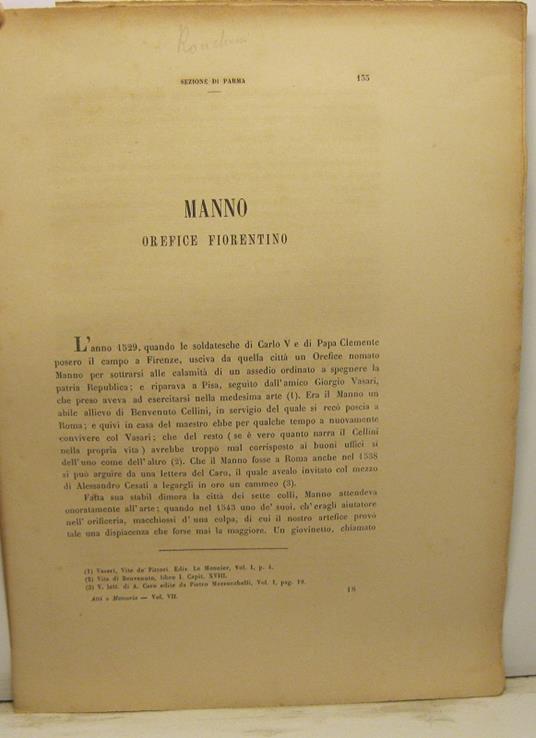 SEZIONE DI PARMA 135
MANNO
OREFICE FIORENTINO
L'anno 1529, quando le soldatesche di Carlo V e di Papa Clemente
posero il campo a Firenze, usciva da quella città un Orefice nomato
Manno per sottrarsi alle calamità di un assedio ordinato a spegnere la
patria Republica; e riparava a Pisa, seguito dall'amico Giorgio Vasari,
che preso aveva ad esercitarsi nella medesima arte (1). Era il Manno un
abile allievo di Benvenuto Cellini, in servigio del quale si recò poscia a
Roma; e quivi in casa del maestro ebbe per qualche tempo a nuovamente
convivere col Vasari; che del resto (se è vero quanto narra il Cellini
nella propria vita) avrebbe troppo mal corrisposto ai buoni uffici sì
dell'uno come dell'altro (2). Che il Manno fosse a Roma anche nel 1538
si può arguire da una lettera del Caro, il quale avealo invitato col mezzo
di Alessandro Cesati a legargli in oro un cammeo (3).
Fatta sua stabil dimora la città dei sette colli, Manno attendeva
onoratamente all'arte; quando nel 1543 uno de' suoi, ch'eragli aiutatore
nell'orificeria, macchiossi d'una colpa, di cui il nostro artefice provò
tale una dispiacenza che forse mai la maggiore. Un giovinetto, chiamato
(1) Vasari, Vite de' Pittori. Ediz. Le Monnier, Vol. I, p. 4.
(2) Vita di Benvenuto, libro I. Capit. XVIII.
(3) V. lett. di A. Caro edite da Pietro Mazzucchelli, Vol. I, pag. 19.
Atti e Memorie — Vol. VII. 18